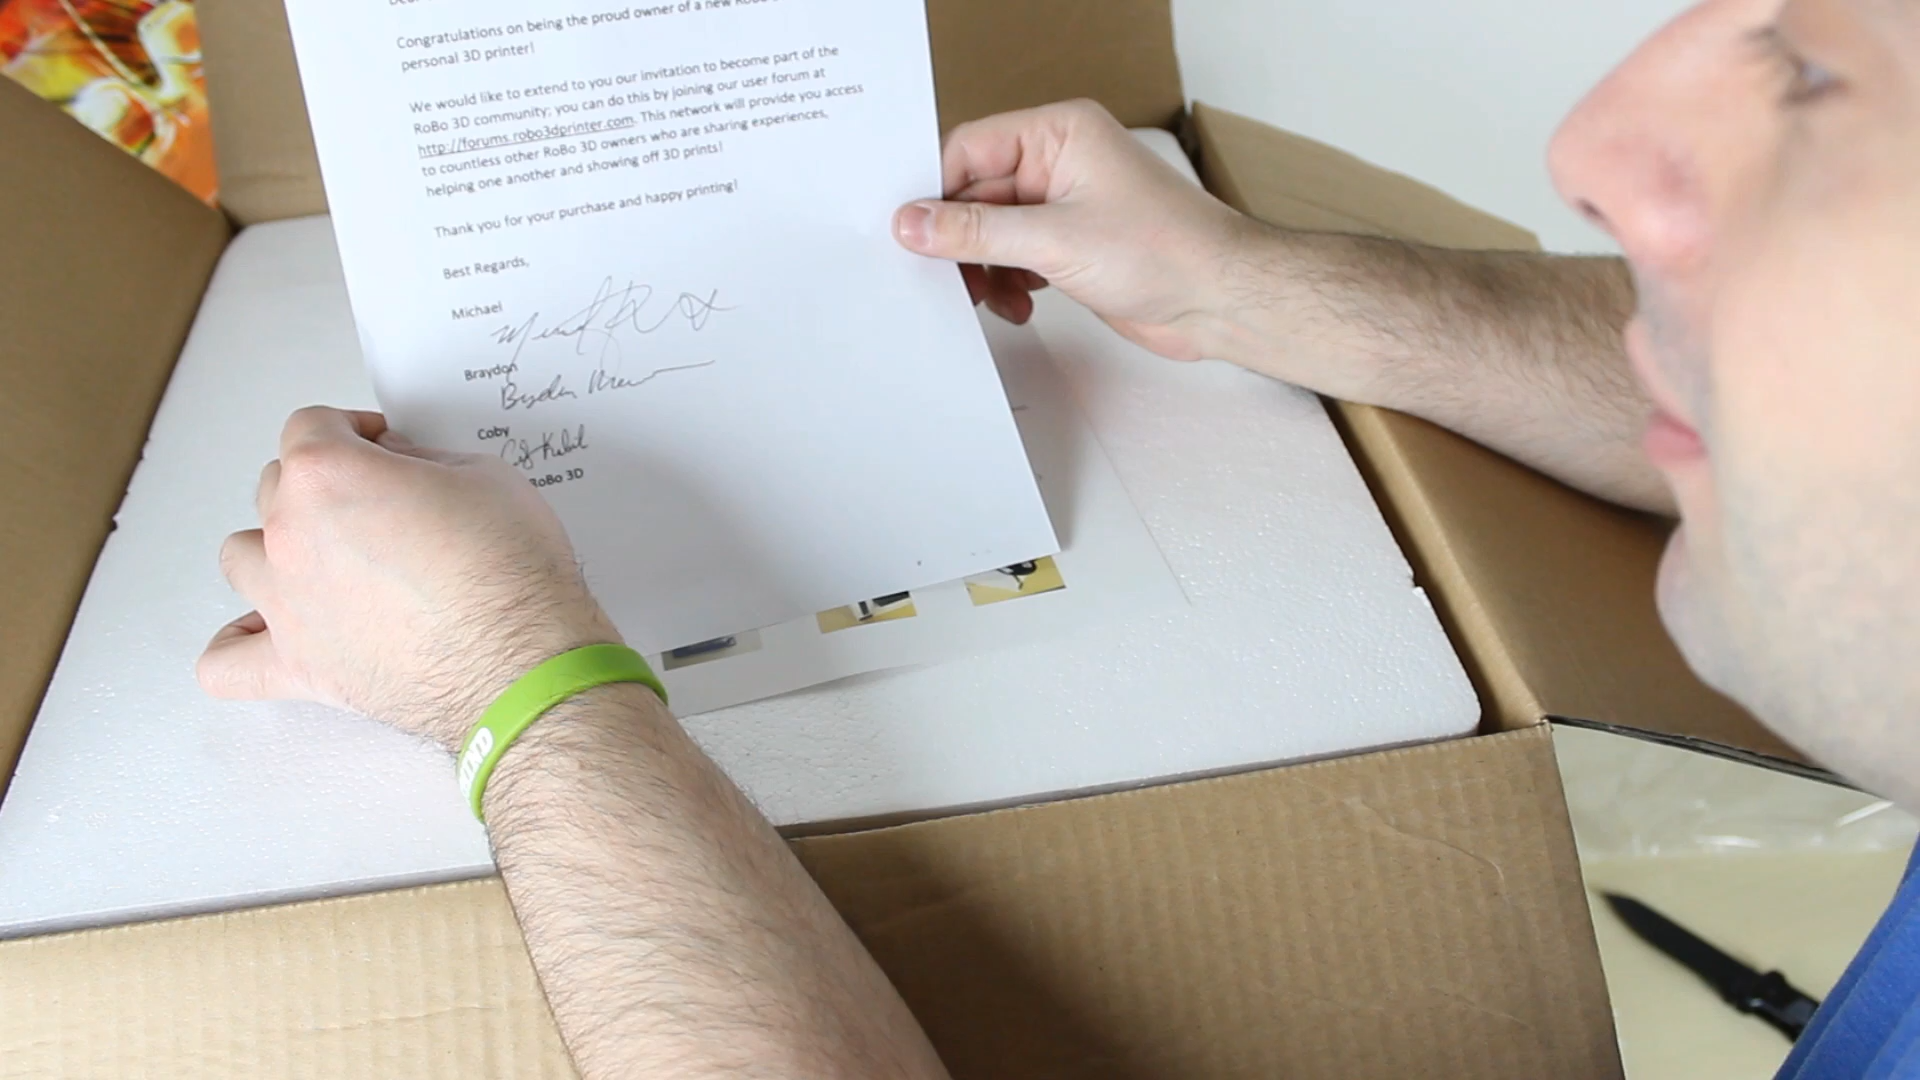 Dear
Congratulations on being the proud owner of a new RoBo
personal 3D printer!
We would like to extend to you our invitation to become part of the
RoBo 3D community; you can do this by joining our user forum at
http://forums.robo3dprinter.com. This network will provide you access
to countless other RoBo 3D owners who are sharing experiences,
helping one another and showing off 3D prints!
Thank you for your purchase and happy printing!
Best Regards,
Michael
Braydon
Coby
RoBo 3D